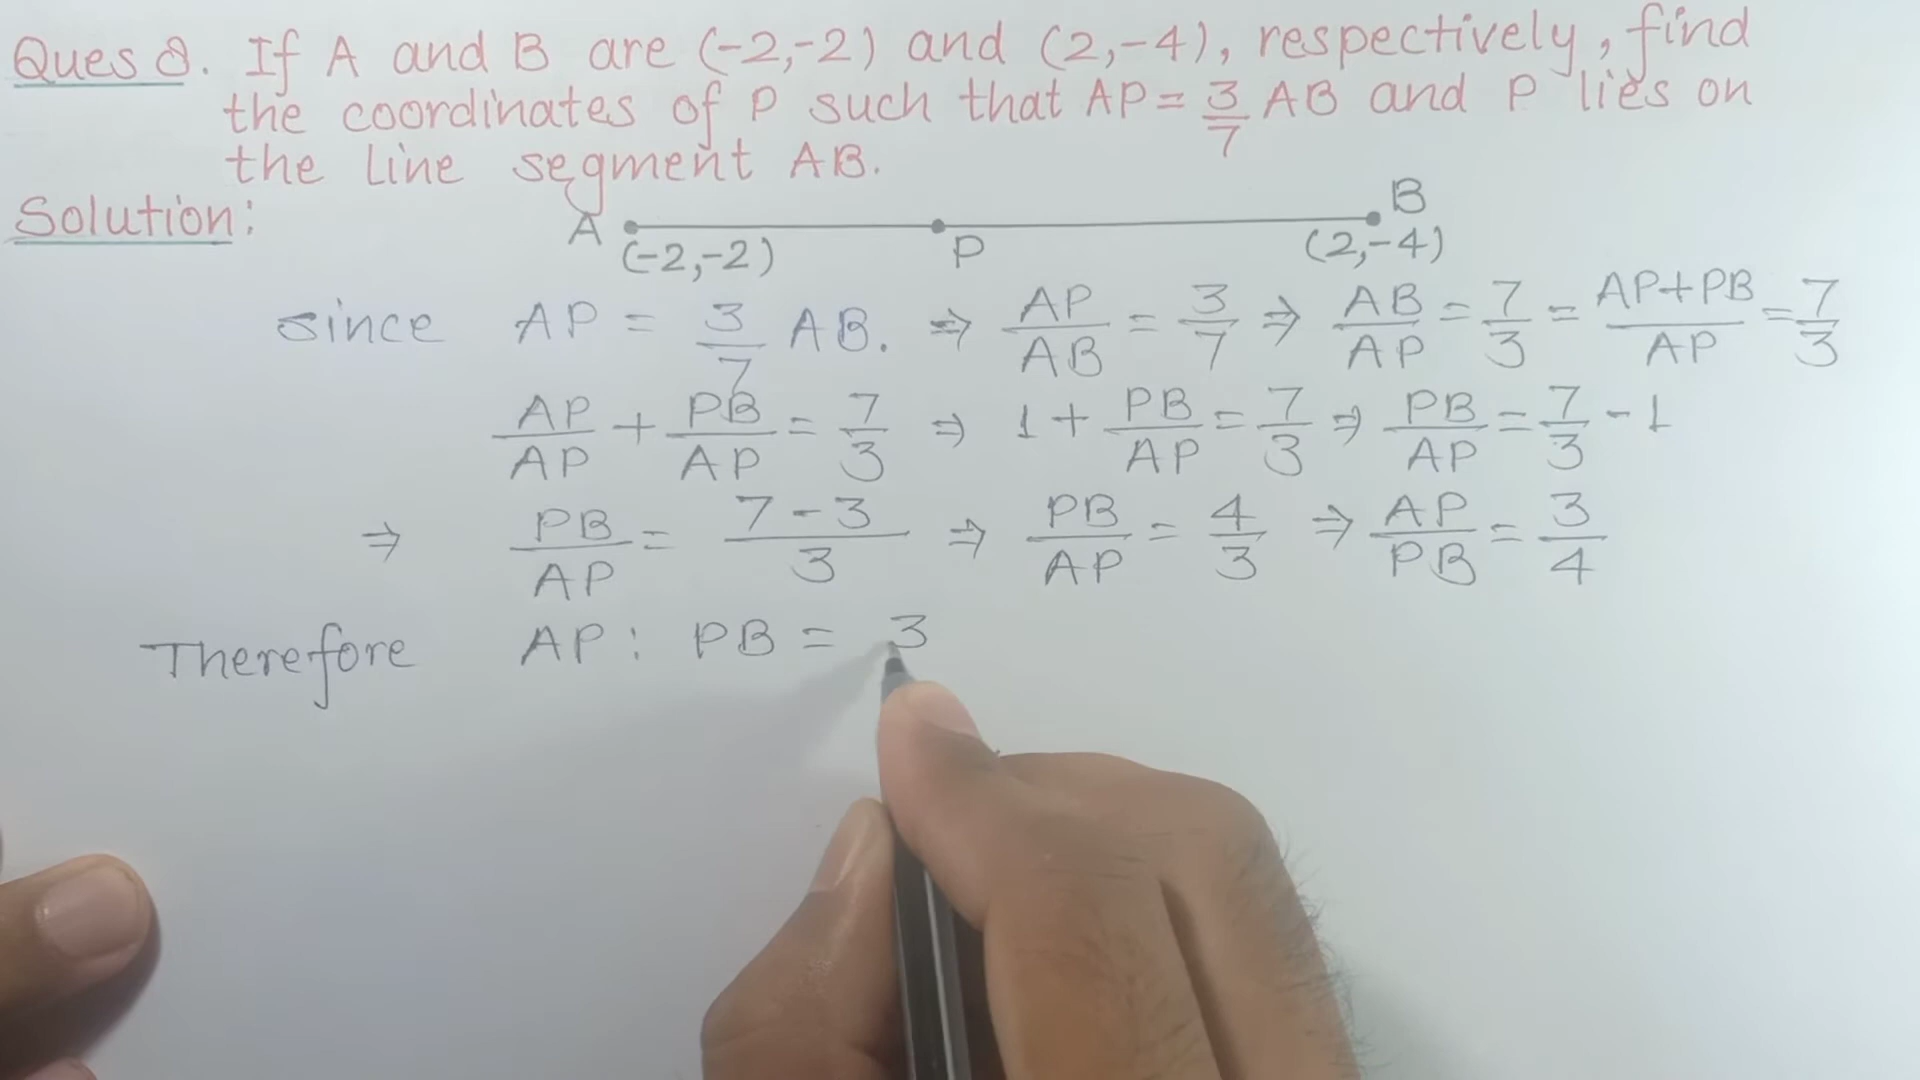 Ques 8. If A and B are (-2,-2) and (2,-4), respectively, find
the coordinates of P such that AP = 3/7 AB and P lies on
the line segment AB.
Solution:
A B
(-2,-2) P (2,-4)
since AP = 3/7 AB. ⇒ AP/AB = 3/7 ⇒ AB/AP = 7/3 = AP+PB/AP = 7/3
AP/AP + PB/AP = 7/3 ⇒ 1 + PB/AP = 7/3 ⇒ PB/AP = 7/3 - 1
⇒ PB/AP = 7-3/3 ⇒ PB/AP = 4/3 ⇒ AP/PB = 3/4
Therefore AP : PB = 3